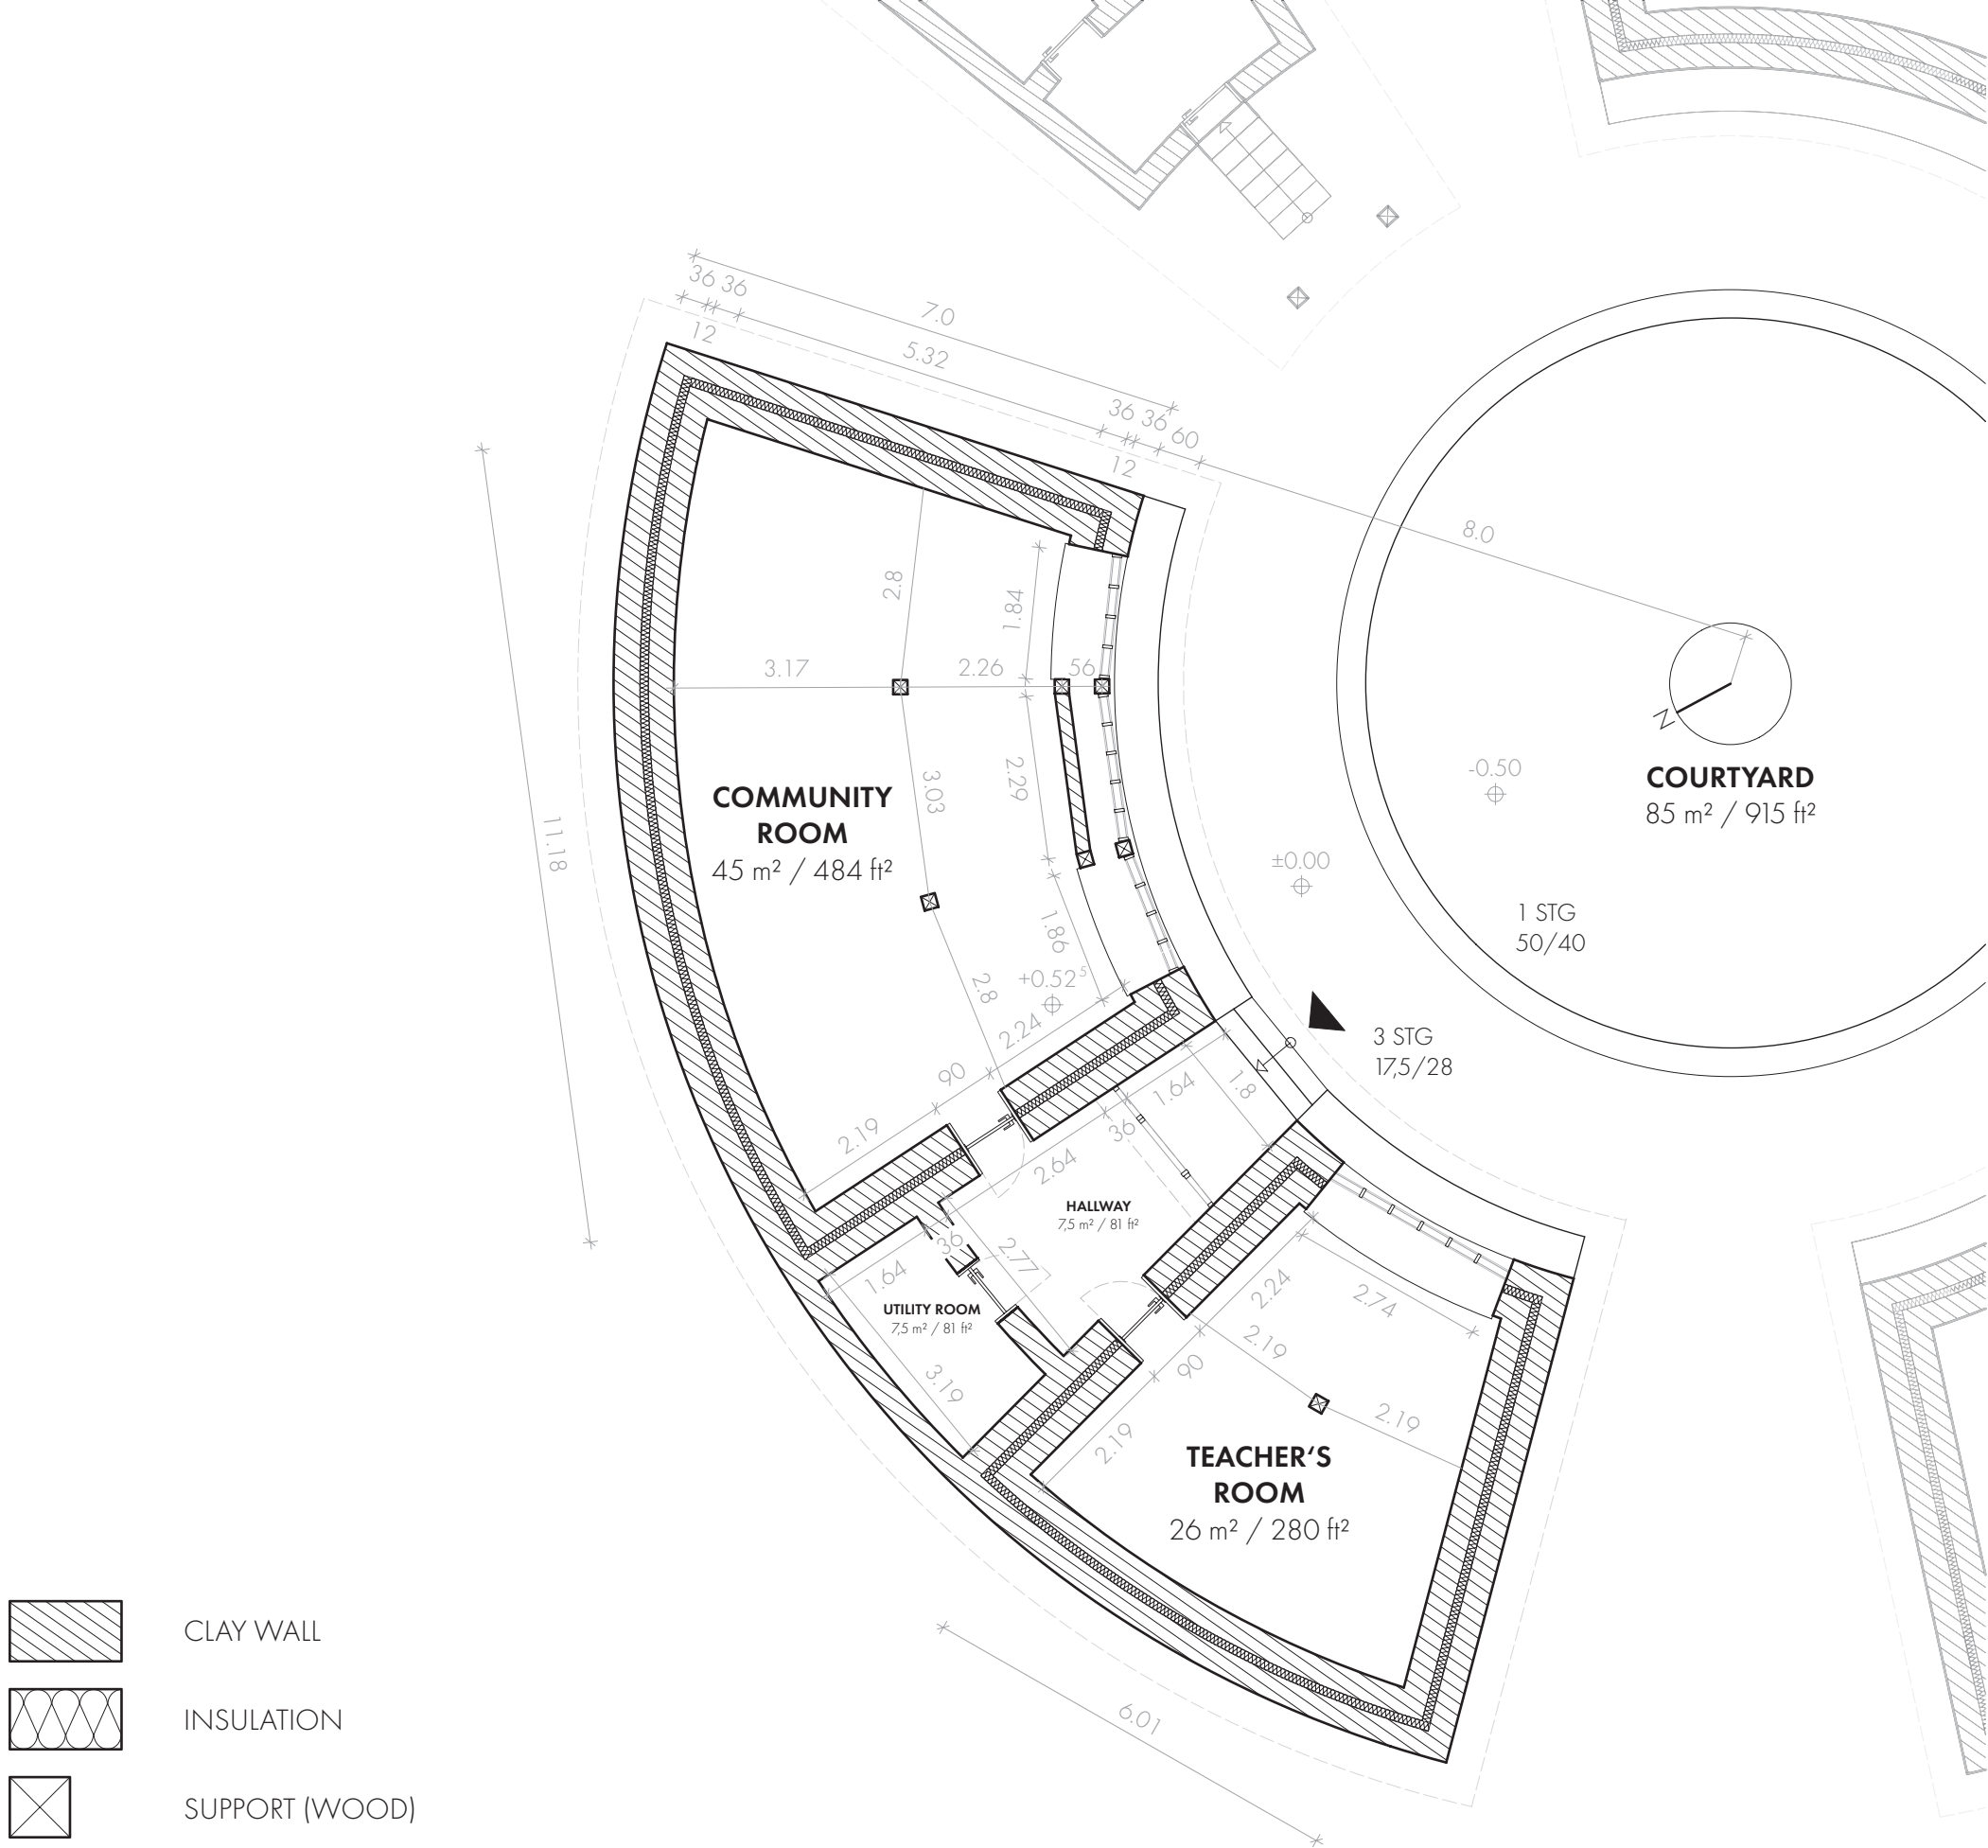 36 36
7.0
12
5.32
36 36 60
12
8.0
2.8
1.84
3.17
2.26
56
N
-0.50
COURTYARD
85 m² / 915 ft²
COMMUNITY
ROOM
45 m² / 484 ft²
3.03
2.29
11.18
±0.00
1 STG
50/40
1.86
2.8
+0.52⁵
3 STG
17,5/28
2.24
90
2.19
1.64
1.8
36
2.64
HALLWAY
7,5 m² / 81 ft²
36
2.77
1.64
UTILITY ROOM
7,5 m² / 81 ft²
3.19
2.24
2.74
2.19
90
2.19
2.19
TEACHER‘S
ROOM
26 m² / 280 ft²
6.01
CLAY WALL
INSULATION
SUPPORT (WOOD)